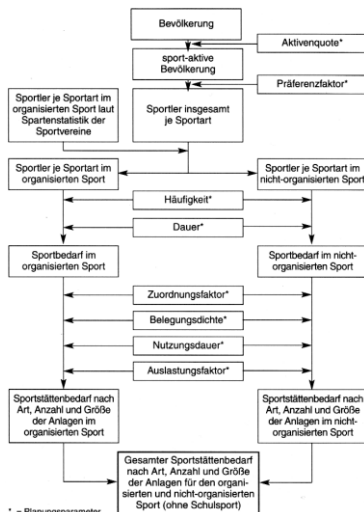 Bevölkerung
Aktivenquote*
sport-aktive
Bevölkerung
Präferenzfaktor*
Sportler je Sportart im
organisierten Sport laut
Spartenstatistik der
Sportvereine
Sportler insgesamt
je Sportart
Sportler je Sportart im
organisierten Sport
Sportler je Sportart im
nicht-organisierten Sport
Häufigkeit*
Dauer*
Sportbedarf im
organisierten Sport
Sportbedarf im nicht-
organisierten Sport
Zuordnungsfaktor*
Belegungsdichte*
Nutzungsdauer*
Auslastungsfaktor*
Sportstättenbedarf nach
Art, Anzahl und Größe
der Anlagen im
organisierten Sport
Sportstättenbedarf nach
Art, Anzahl und Größe
der Anlagen im nicht-
organisierten Sport
Gesamter Sportstättenbedarf
nach Art, Anzahl und Größe
der Anlagen für den organi-
sierten und nicht-organisierten
Sport (ohne Schulsport)
* = Planungsparameter